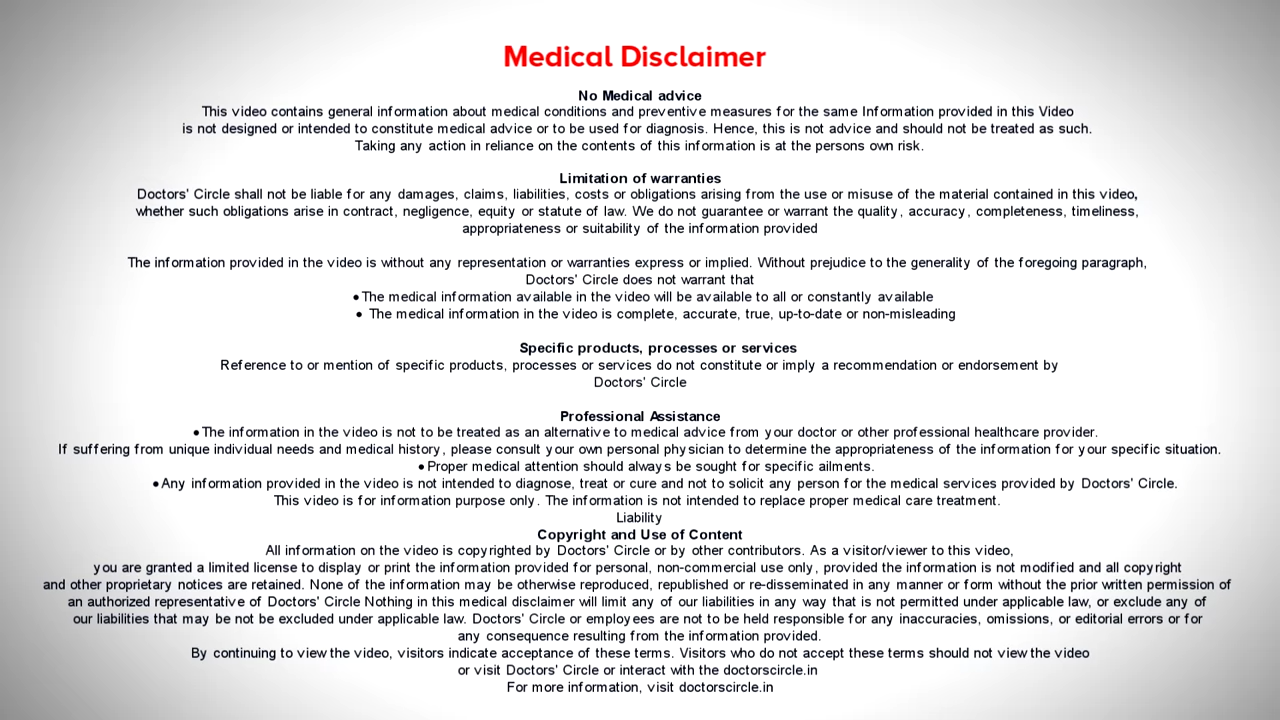 Medical Disclaimer
No Medical advice
This video contains general information about medical conditions and preventive measures for the same Information provided in this Video
is not designed or intended to constitute medical advice or to be used for diagnosis. Hence, this is not advice and should not be treated as such.
Taking any action in reliance on the contents of this information is at the persons own risk.
Limitation of warranties
Doctors' Circle shall not be liable for any damages, claims, liabilities, costs or obligations arising from the use or misuse of the material contained in this video,
whether such obligations arise in contract, negligence, equity or statute of law. We do not guarantee or warrant the quality, accuracy, completeness, timeliness,
appropriateness or suitability of the information provided
The information provided in the video is without any representation or warranties express or implied. Without prejudice to the generality of the foregoing paragraph,
Doctors' Circle does not warrant that
•The medical information available in the video will be available to all or constantly available
• The medical information in the video is complete, accurate, true, up-to-date or non-misleading
Specific products, processes or services
Reference to or mention of specific products, processes or services do not constitute or imply a recommendation or endorsement by
Doctors' Circle
Professional Assistance
•The information in the video is not to be treated as an alternative to medical advice from your doctor or other professional healthcare provider.
If suffering from unique individual needs and medical history, please consult your own personal physician to determine the appropriateness of the information for your specific situation.
•Proper medical attention should always be sought for specific ailments.
•Any information provided in the video is not intended to diagnose, treat or cure and not to solicit any person for the medical services provided by Doctors' Circle.
This video is for information purpose only. The information is not intended to replace proper medical care treatment.
Liability
Copyright and Use of Content
All information on the video is copyrighted by Doctors' Circle or by other contributors. As a visitor/viewer to this video,
you are granted a limited license to display or print the information provided for personal, non-commercial use only, provided the information is not modified and all copyright
and other proprietary notices are retained. None of the information may be otherwise reproduced, republished or re-disseminated in any manner or form without the prior written permission of
an authorized representative of Doctors' Circle Nothing in this medical disclaimer will limit any of our liabilities in any way that is not permitted under applicable law, or exclude any of
our liabilities that may be not be excluded under applicable law. Doctors' Circle or employees are not to be held responsible for any inaccuracies, omissions, or editorial errors or for
any consequence resulting from the information provided.
By continuing to view the video, visitors indicate acceptance of these terms. Visitors who do not accept these terms should not view the video
or visit Doctors' Circle or interact with the doctorscircle.in
For more information, visit doctorscircle.in